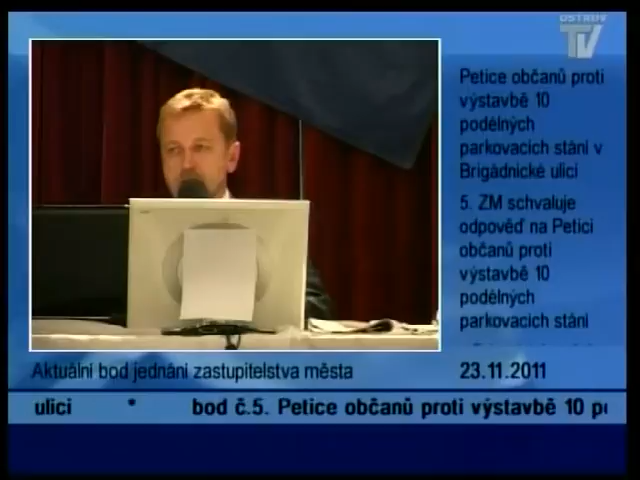 OSTROV
TV
Petice občanů proti
výstavbě 10
podélných
parkovacích stání v
Brigádnické ulici
5. ZM schvaluje
odpověď na Petici
občanů proti
výstavbě 10
podélných
parkovacích stání
Aktuální bod jednání zastupitelstva města
23.11.2011
ulici * bod č.5. Petice občanů proti výstavbě 10